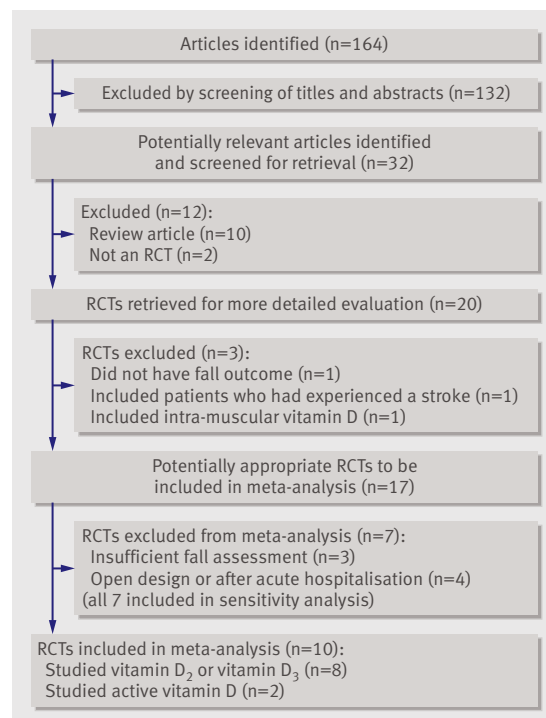 Articles identified (n=164)
Excluded by screening of titles and abstracts (n=132)
Potentially relevant articles identified
and screened for retrieval (n=32)
Excluded (n=12):
Review article (n=10)
Not an RCT (n=2)
RCTs retrieved for more detailed evaluation (n=20)
RCTs excluded (n=3):
Did not have fall outcome (n=1)
Included patients who had experienced a stroke (n=1)
Included intra-muscular vitamin D (n=1)
Potentially appropriate RCTs to be
included in meta-analysis (n=17)
RCTs excluded from meta-analysis (n=7):
Insufficient fall assessment (n=3)
Open design or after acute hospitalisation (n=4)
(all 7 included in sensitivity analysis)
RCTs included in meta-analysis (n=10):
Studied vitamin D₂ or vitamin D₃ (n=8)
Studied active vitamin D (n=2)